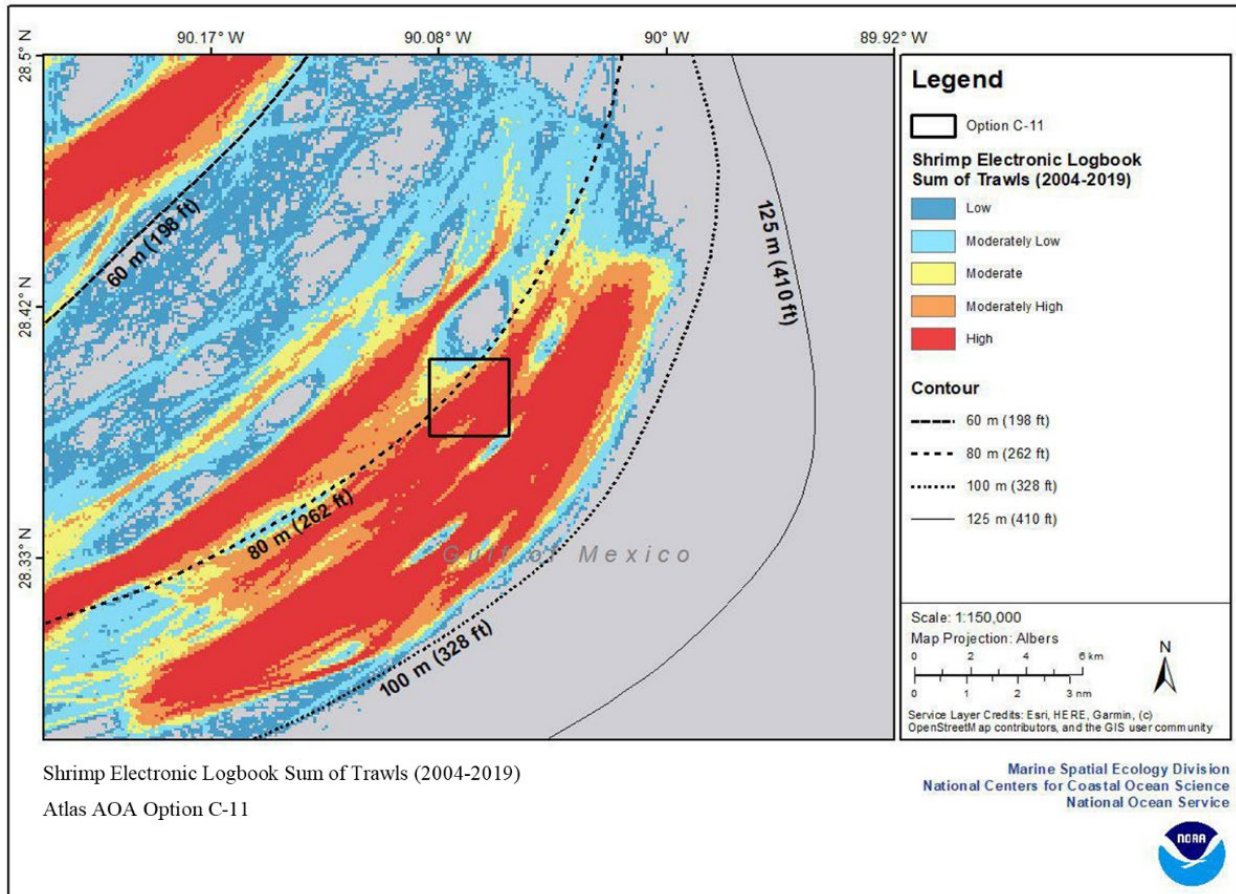 90.17° W
90.08° W
90° W
89.92° W
28.5° N
28.42° N
28.33° N
60 m (198 ft)
125 m (410 ft)
80 m (262 ft)
Gulf of Mexico
100 m (328 ft)
Legend
Option C-11
Shrimp Electronic Logbook
Sum of Trawls (2004-2019)
Low
Moderately Low
Moderate
Moderately High
High
Contour
60 m (198 ft)
80 m (262 ft)
100 m (328 ft)
125 m (410 ft)
Scale: 1:150,000
Map Projection: Albers
0 2 4 6 km
0 1 2 3 nm
N
Service Layer Credits: Esri, HERE, Garmin, (c)
OpenStreetMap contributors, and the GIS user community
Shrimp Electronic Logbook Sum of Trawls (2004-2019)
Atlas AOA Option C-11
Marine Spatial Ecology Division
National Centers for Coastal Ocean Science
National Ocean Service
NOAA